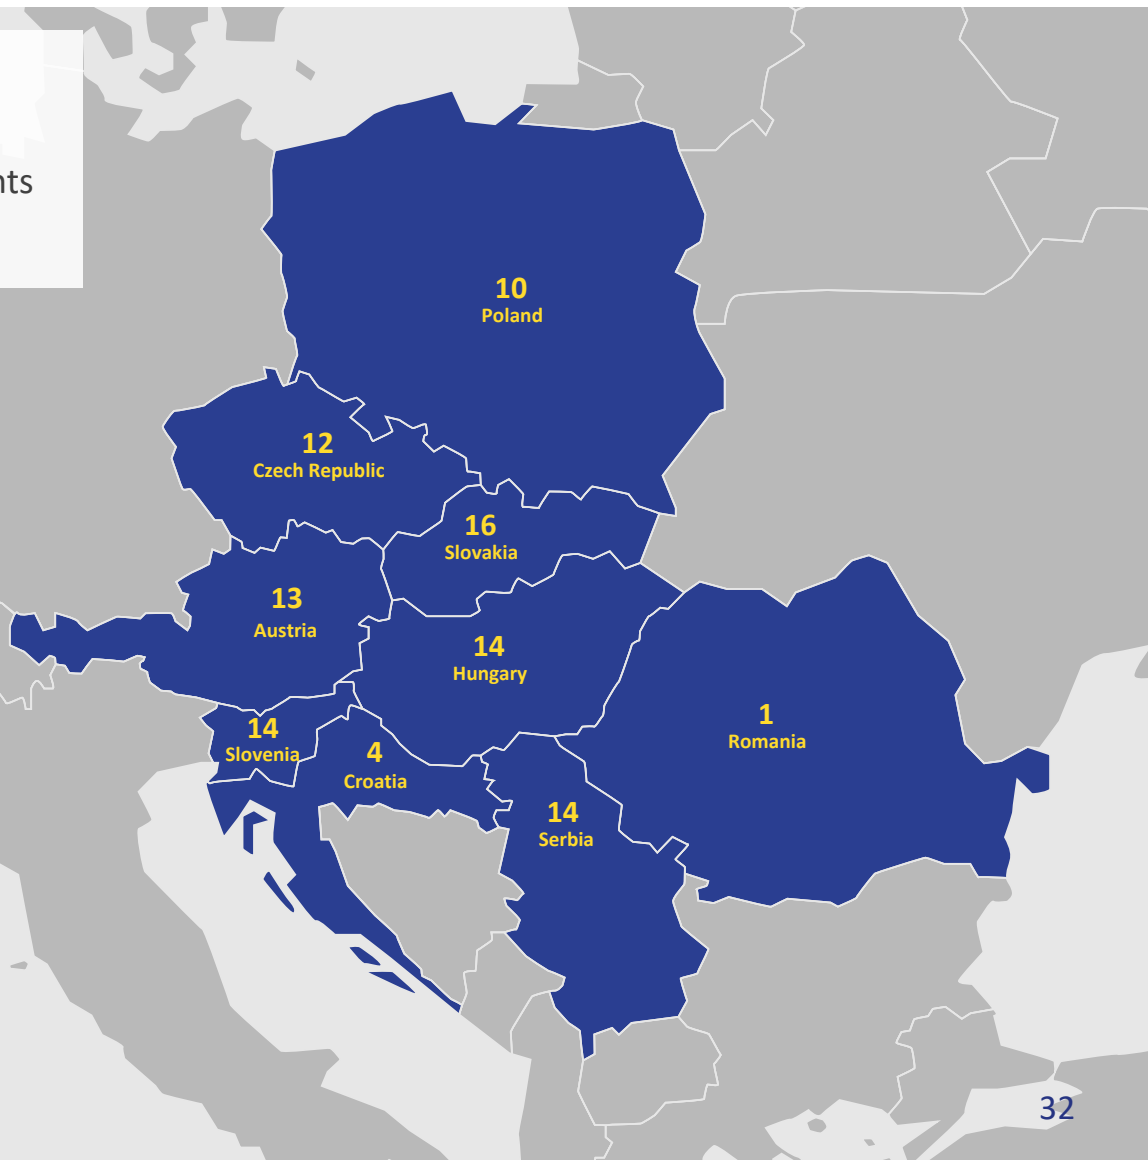 nts
10
Poland
12
Czech Republic
16
Slovakia
13
Austria
14
Hungary
14
Slovenia
4
Croatia
1
Romania
14
Serbia
32